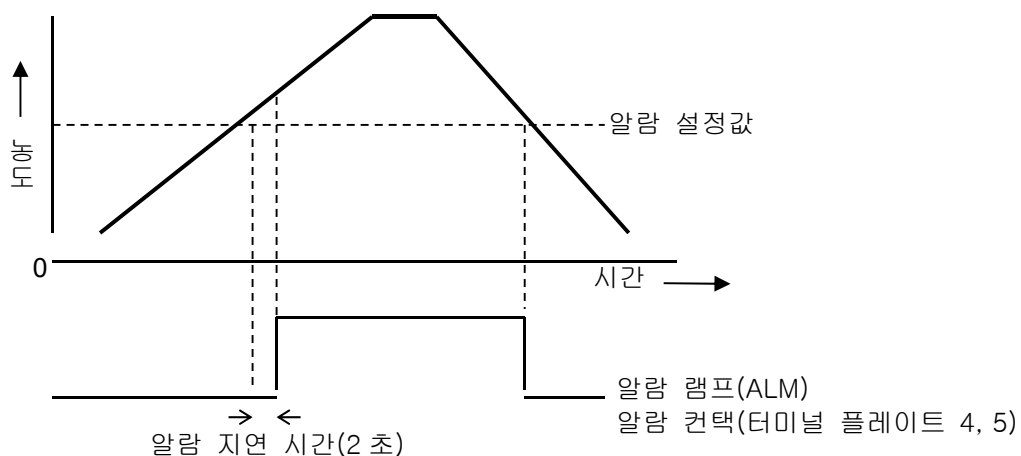 알람 설정값
농도
0
시간
알람 램프(ALM)
알람 컨택(터미널 플레이트 4, 5)
알람 지연 시간(2 초)